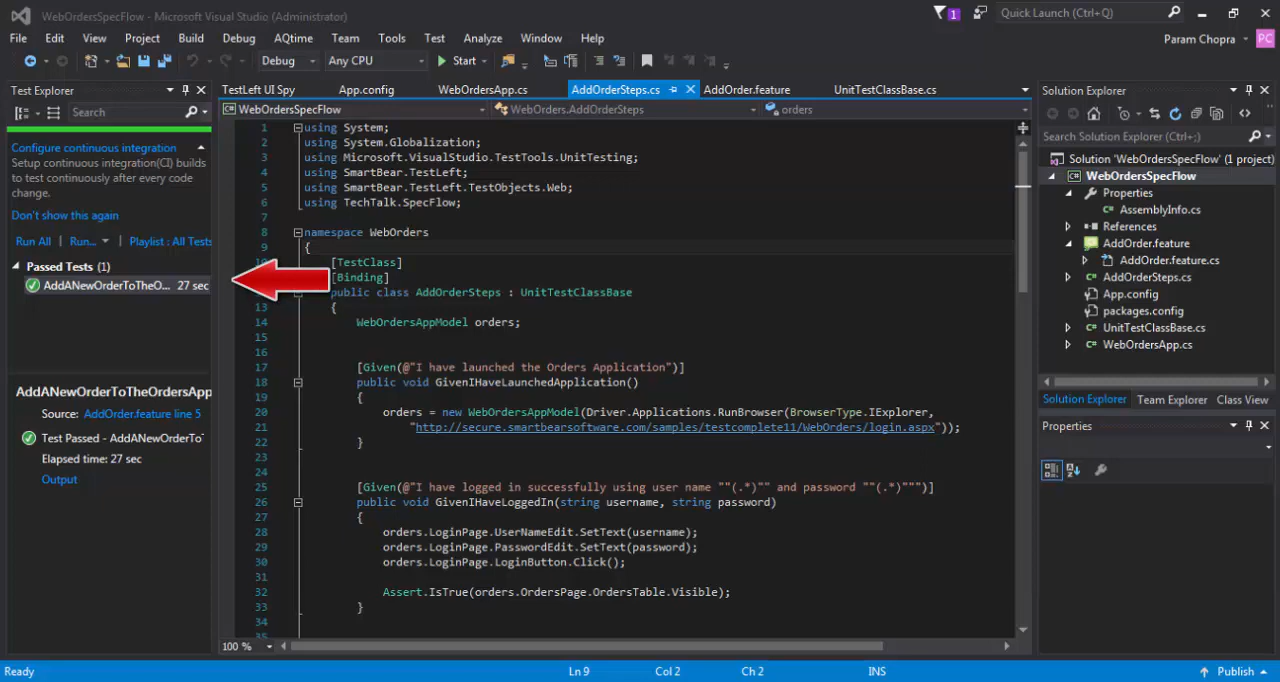 WebOrdersSpecFlow - Microsoft Visual Studio (Administrator)
1
Quick Launch (Ctrl+Q)
File Edit View Project Build Debug AQtime Team Tools Test Analyze Window Help
Param Chopra PC
Debug Any CPU Start
Test Explorer
Search
Configure continuous integration
Setup continuous integration(CI) builds
to test continuously after every code
change.
Don't show this again
Run All | Run... | Playlist : All Tests
Passed Tests (1)
AddANewOrderToTheO... 27 sec
AddANewOrderToTheOrdersApp
Source: AddOrder.feature line 5
Test Passed - AddANewOrderTo
Elapsed time: 27 sec
Output
TestLeft UI Spy App.config WebOrdersApp.cs AddOrderSteps.cs AddOrder.feature UnitTestClassBase.cs
WebOrdersSpecFlow WebOrders.AddOrderSteps orders
1 using System;
2 using System.Globalization;
3 using Microsoft.VisualStudio.TestTools.UnitTesting;
4 using SmartBear.TestLeft;
5 using SmartBear.TestLeft.TestObjects.Web;
6 using TechTalk.SpecFlow;
7
8 namespace WebOrders
9 {
10 [TestClass]
[Binding]
public class AddOrderSteps : UnitTestClassBase
13 {
14 WebOrdersAppModel orders;
15
16
17 [Given(@"I have launched the Orders Application")]
18 public void GivenIHaveLaunchedApplication()
19 {
20 orders = new WebOrdersAppModel(Driver.Applications.RunBrowser(BrowserType.IExplorer,
21 "http://secure.smartbearsoftware.com/samples/testcomplete11/WebOrders/login.aspx"));
22 }
23
24
25 [Given(@"I have logged in successfully using user name ""(.*)"" and password ""(.*)""")]
26 public void GivenIHaveLoggedIn(string username, string password)
27 {
28 orders.LoginPage.UserNameEdit.SetText(username);
29 orders.LoginPage.PasswordEdit.SetText(password);
30 orders.LoginPage.LoginButton.Click();
31
32 Assert.IsTrue(orders.OrdersPage.OrdersTable.Visible);
33 }
34
35
100 %
Solution Explorer
Search Solution Explorer (Ctrl+;)
Solution 'WebOrdersSpecFlow' (1 project)
WebOrdersSpecFlow
Properties
AssemblyInfo.cs
References
AddOrder.feature
AddOrder.feature.cs
AddOrderSteps.cs
App.config
packages.config
UnitTestClassBase.cs
WebOrdersApp.cs
Solution Explorer Team Explorer Class View
Properties
Ready Ln 9 Col 2 Ch 2 INS Publish